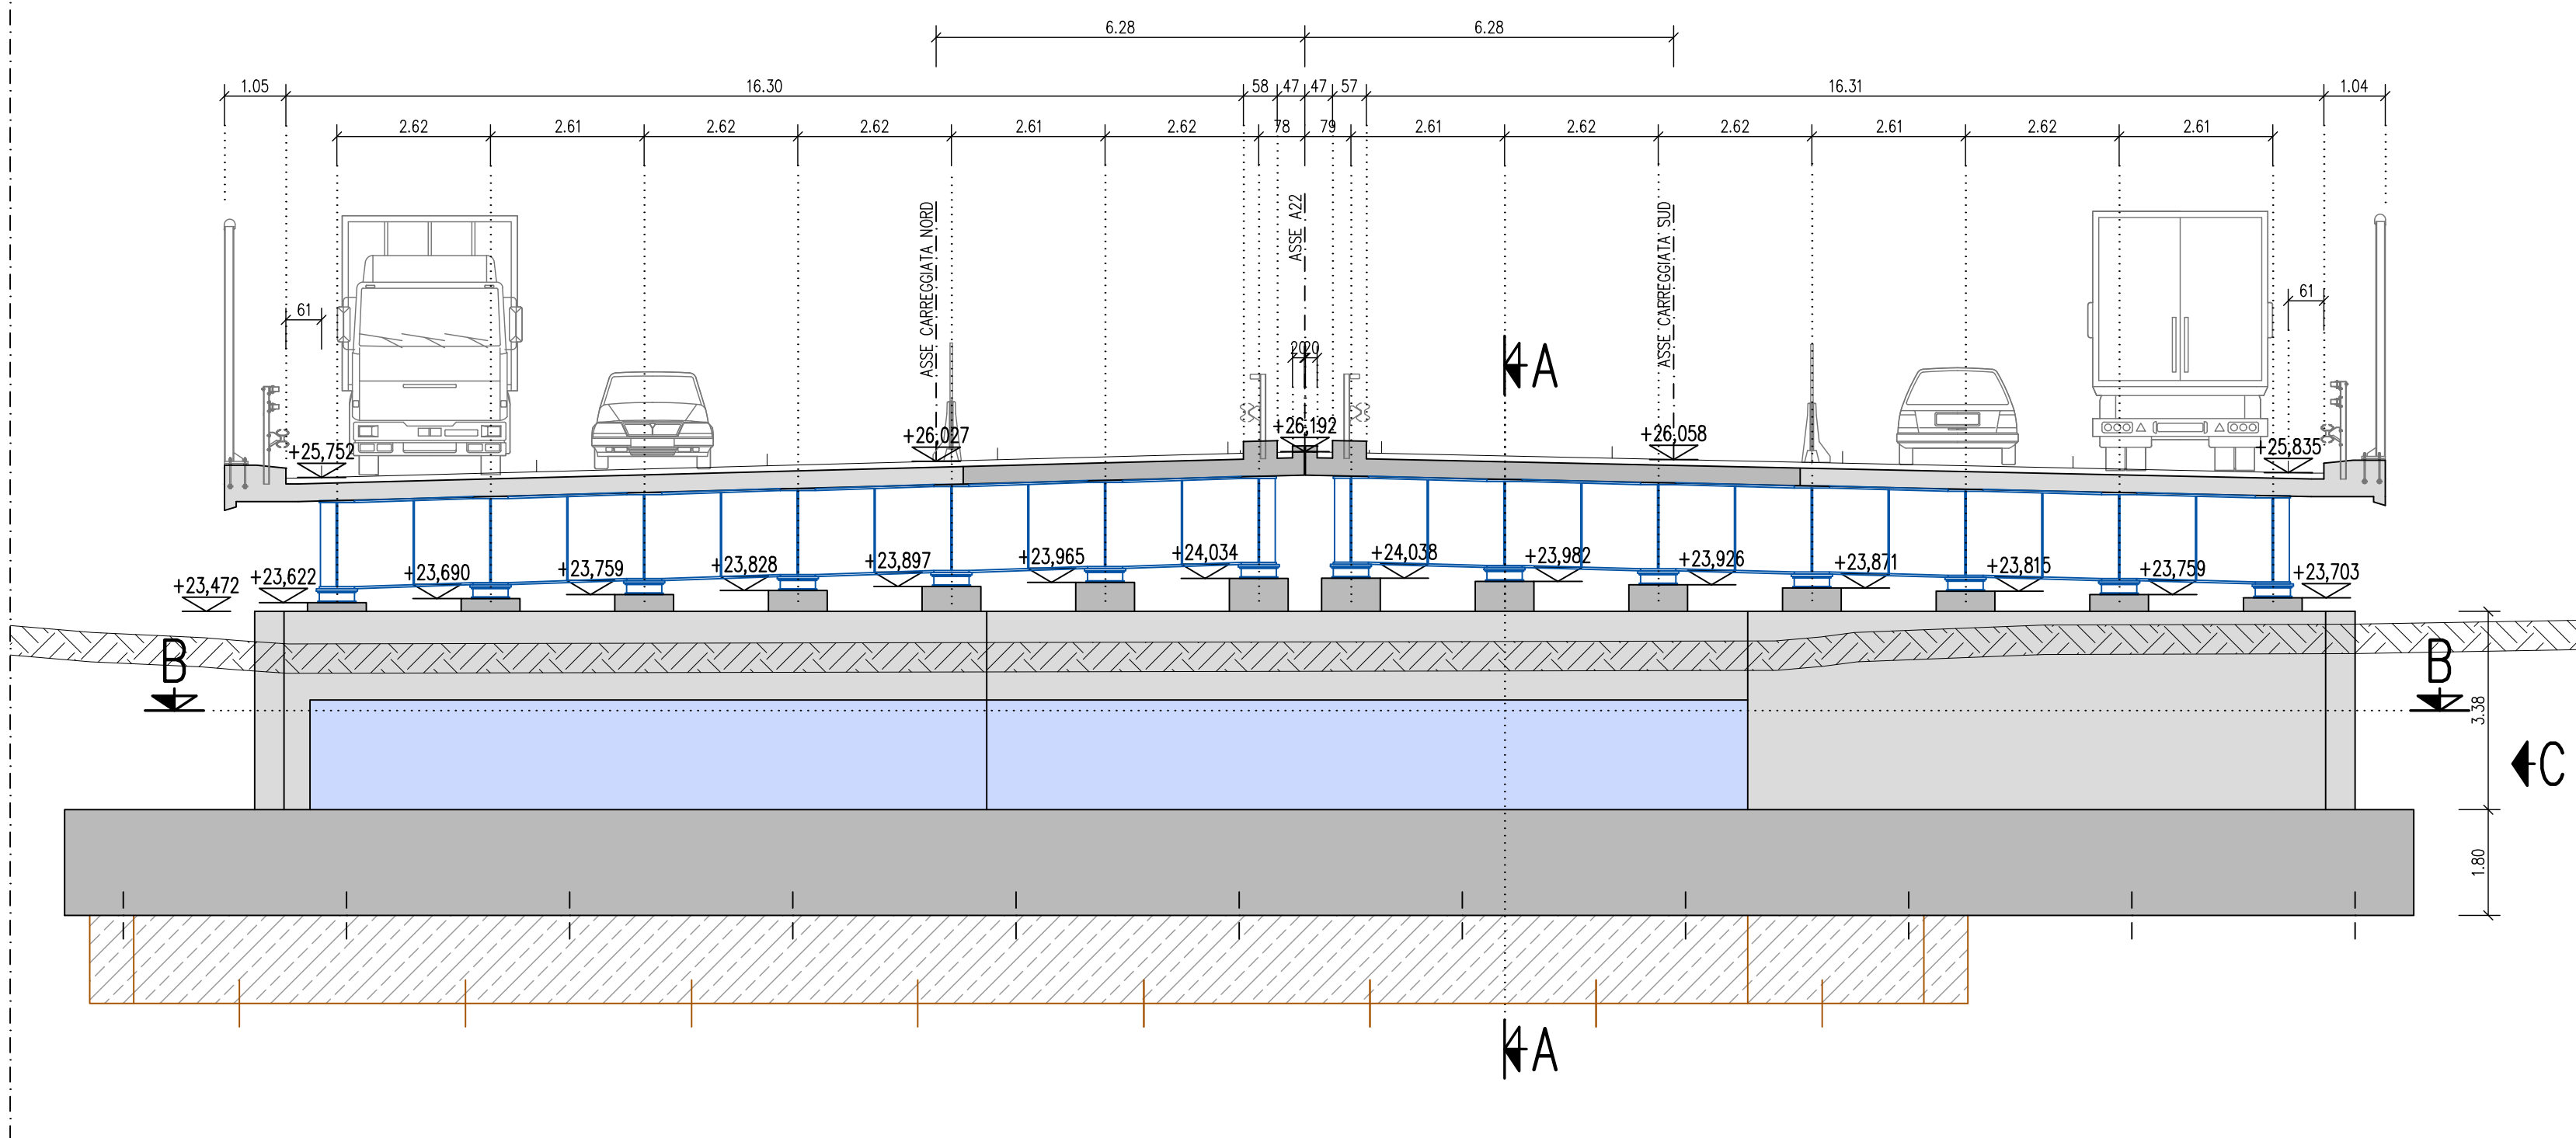 6.28 6.28
1.05 16.30 58 47 47 57 16.31 1.04
2.62 2.61 2.62 2.62 2.61 2.62 78 79 2.61 2.62 2.62 2.61 2.62 2.61
ASSE CARREGGIATA NORD
ASSE A22
ASSE CARREGGIATA SUD
61 61
20 20
A
+25,752 +26,027 +26,192 +26,058 +25,835
+23,472 +23,622 +23,690 +23,759 +23,828 +23,897 +23,965 +24,034 +24,038 +23,982 +23,926 +23,871 +23,815 +23,759 +23,703
B B
3.38
C
1.80
A